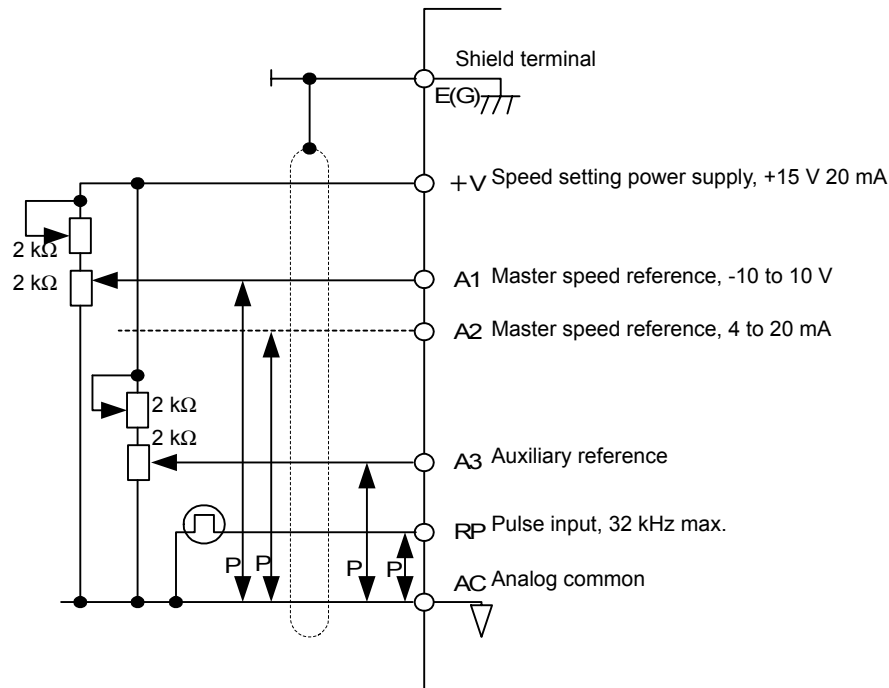 Shield terminal
E(G)
+V Speed setting power supply, +15 V 20 mA
2 kΩ
2 kΩ
A1 Master speed reference, -10 to 10 V
A2 Master speed reference, 4 to 20 mA
2 kΩ
2 kΩ
A3 Auxiliary reference
RP Pulse input, 32 kHz max.
P P P P
AC Analog common